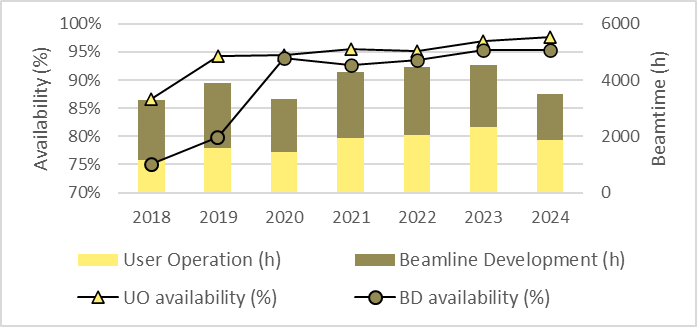 100%
95%
90%
85%
80%
75%
70%
Availability (%)
6000
4000
2000
0
Beamtime (h)
2018 2019 2020 2021 2022 2023 2024
User Operation (h) Beamline Development (h)
UO availability (%) BD availability (%)